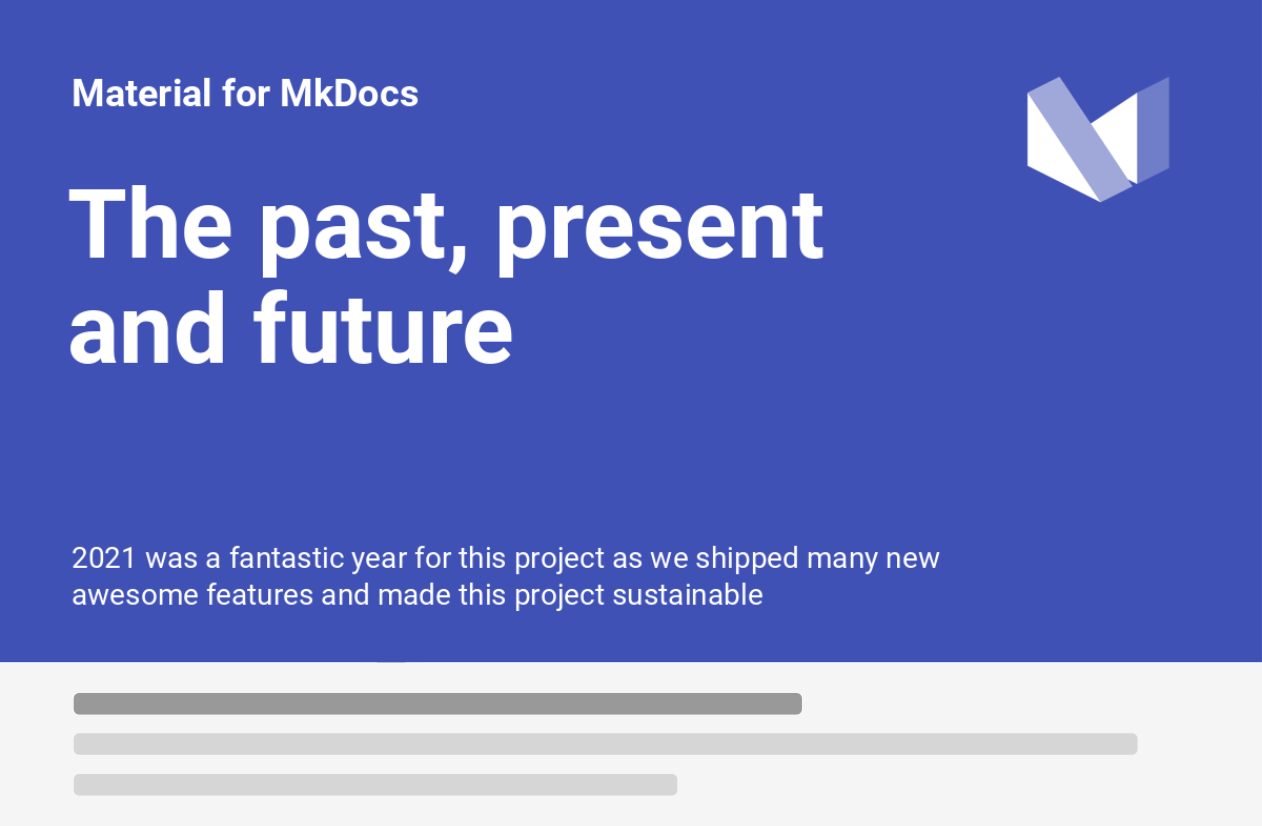 Material for MkDocs
The past, present
and future
2021 was a fantastic year for this project as we shipped many new
awesome features and made this project sustainable